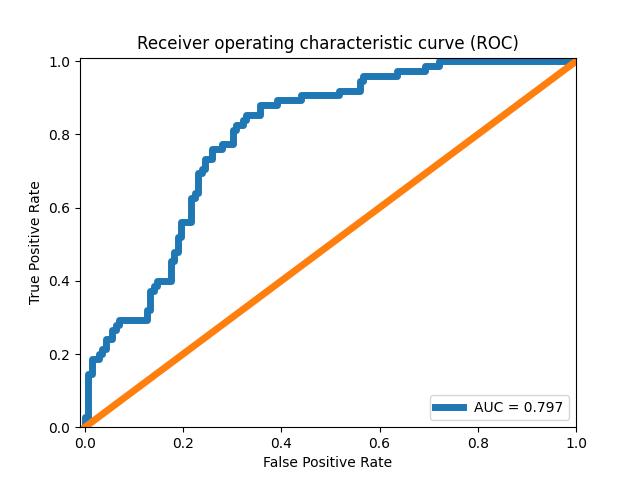 Receiver operating characteristic curve (ROC)
True Positive Rate
1.0
0.8
0.6
0.4
0.2
0.0
AUC = 0.797
0.0 0.2 0.4 0.6 0.8 1.0
False Positive Rate